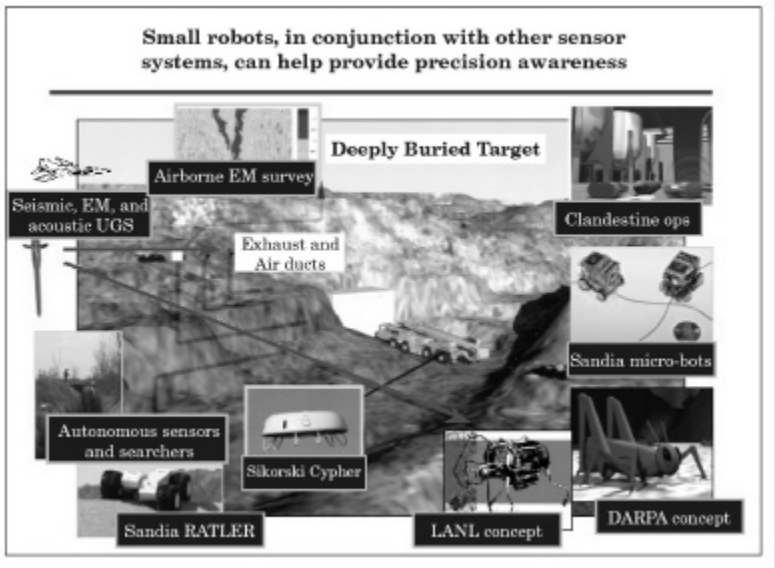 Small robots, in conjunction with other sensor
systems, can help provide precision awareness
Airborne EM survey
Deeply Buried Target
Seismic, EM, and
acoustic UGS
Clandestine ops
Exhaust and
Air ducts
Sandia micro-bots
Autonomous sensors
and searchers
Sikorski Cypher
Sandia RATLER
LANL concept
DARPA concept